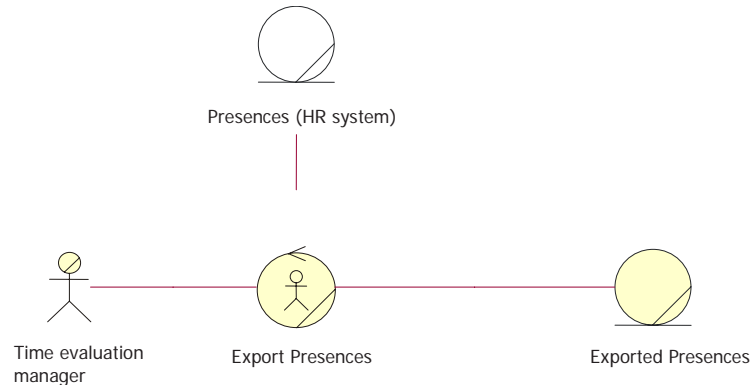 Presences (HR system)
Time evaluation
manager
Export Presences
Exported Presences